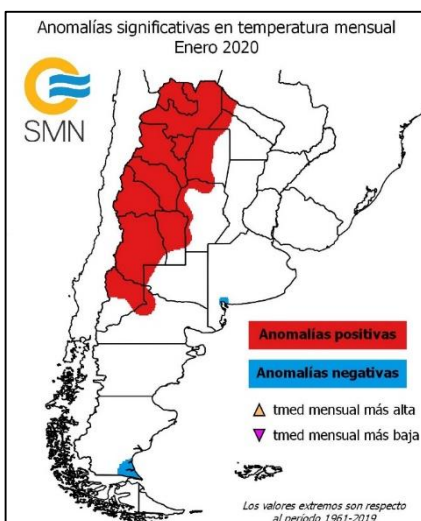 Anomalías significativas en temperatura mensual
Enero 2020
SMN
Anomalías positivas
Anomalías negativas
tmed mensual más alta
tmed mensual más baja
Los valores extremos son respecto
al período 1961-2019